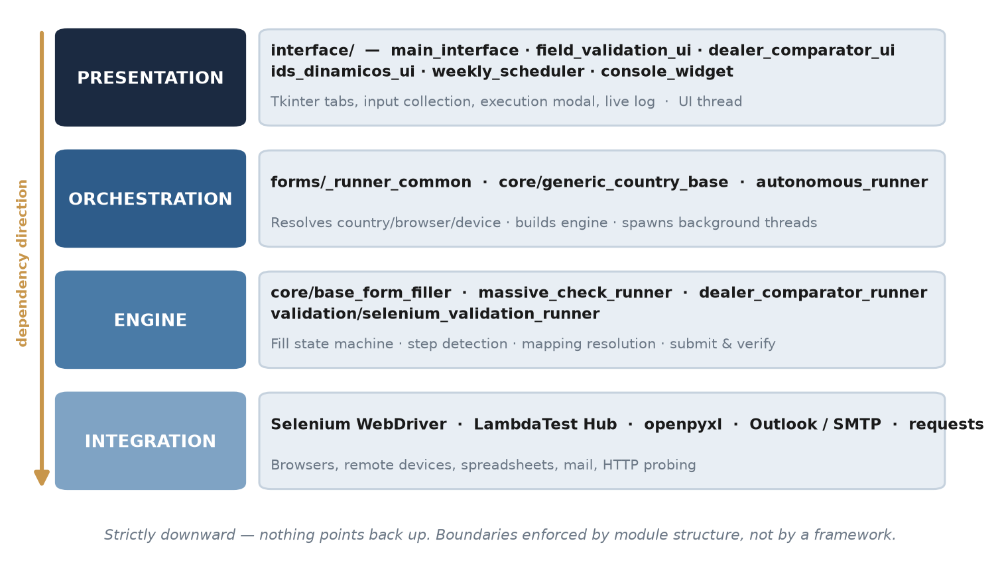 PRESENTATION
interface/  —  main_interface · field_validation_ui · dealer_comparator_ui
ids_dinamicos_ui · weekly_scheduler · console_widget
Tkinter tabs, input collection, execution modal, live log  ·  UI thread
dependency direction
ORCHESTRATION
forms/_runner_common  ·  core/generic_country_base  ·  autonomous_runner
Resolves country/browser/device · builds engine · spawns background threads
ENGINE
core/base_form_filler  ·  massive_check_runner  ·  dealer_comparator_runner
validation/selenium_validation_runner
Fill state machine · step detection · mapping resolution · submit & verify
INTEGRATION
Selenium WebDriver  ·  LambdaTest Hub  ·  openpyxl  ·  Outlook / SMTP  ·  requests
Browsers, remote devices, spreadsheets, mail, HTTP probing
Strictly downward — nothing points back up. Boundaries enforced by module structure, not by a framework.